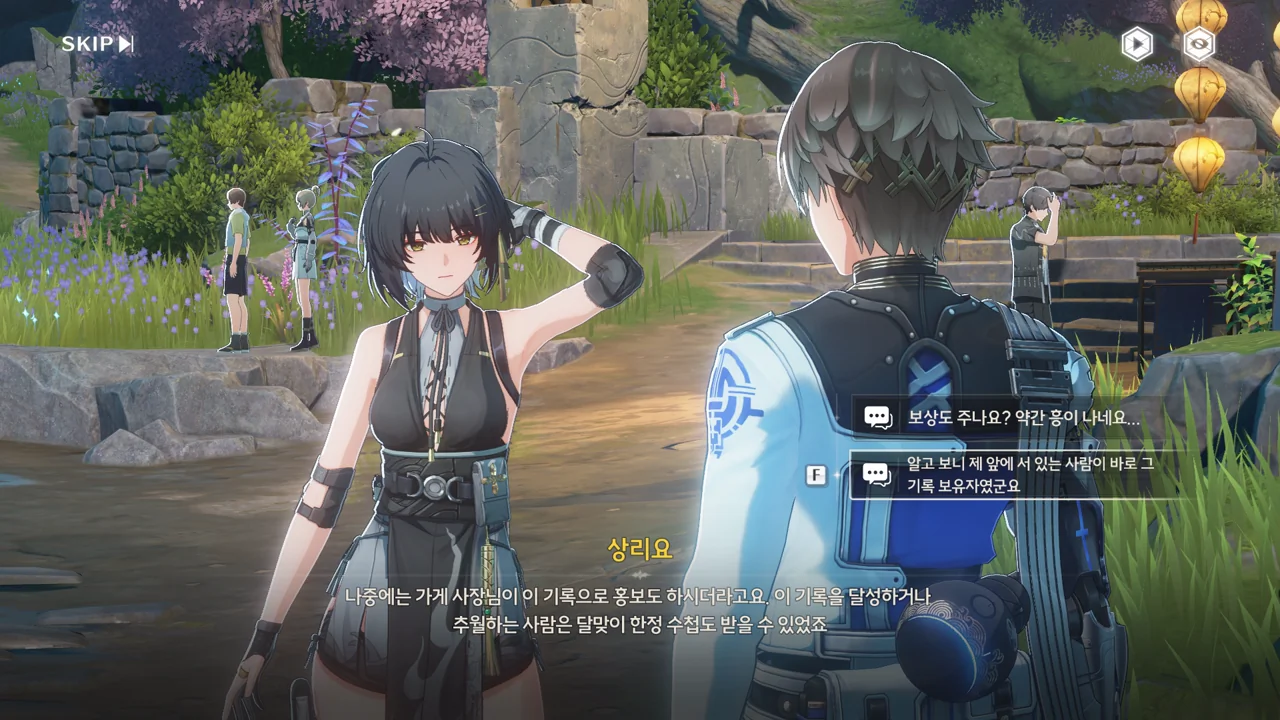 SKIP
보상도 주나요? 약간 흥이 나네요...
F
알고 보니 제 앞에 서 있는 사람이 바로 그
기록 보유자였군요
상리요
나중에는 가게 사장님이 이 기록으로 홍보도 하시더라고요. 이 기록을 달성하거나
추월하는 사람은 달맞이 한정 수첩도 받을 수 있었죠